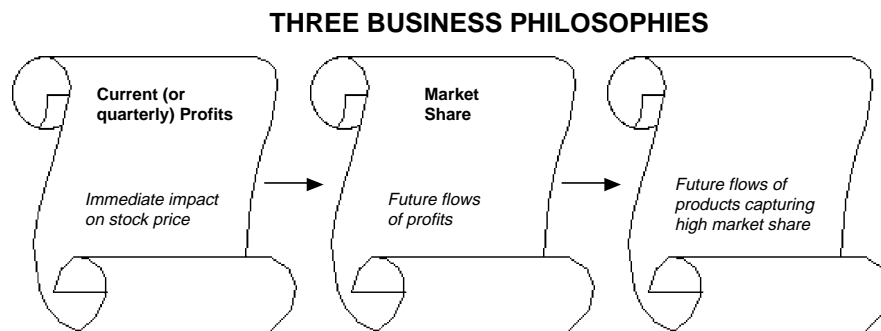 THREE BUSINESS PHILOSOPHIES
Current (or
quarterly) Profits
Immediate impact
on stock price
Market
Share
Future flows
of profits
Future flows of
products capturing
high market share